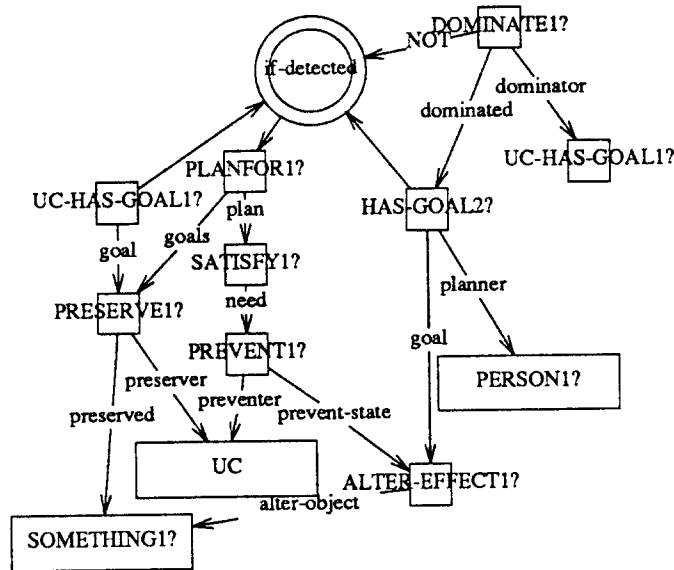 DOMINATE1?
NOT
if-detected
dominator
dominated
UC-HAS-GOAL1?
PLANFOR1?
UC-HAS-GOAL1?
plan
HAS-GOAL2?
goals
goal
SATISFY1?
planner
need
PRESERVE1?
goal
PREVENT1?
PERSON1?
preserver
preventer
preserved
prevent-state
UC
ALTER-EFFECT1?
alter-object
SOMETHING1?